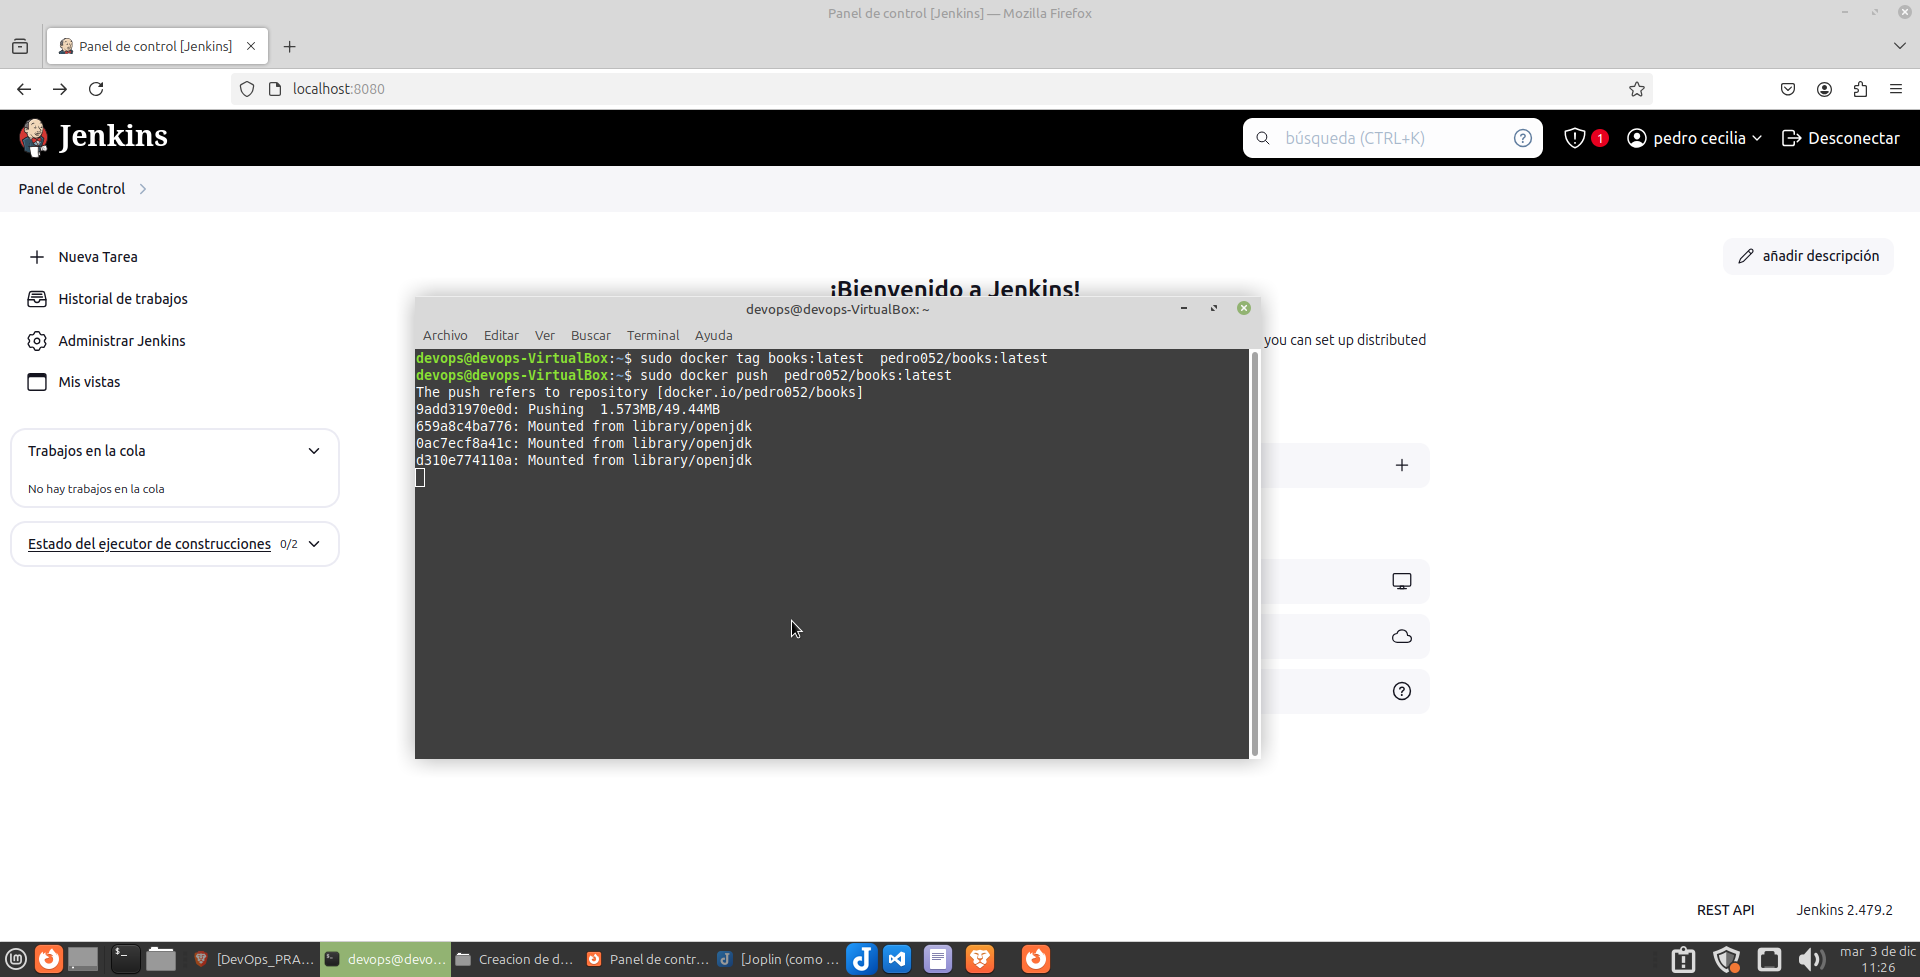 Panel de control [Jenkins] — Mozilla Firefox
Panel de control [Jenkins]
localhost:8080
Jenkins
búsqueda (CTRL+K)
1
pedro cecilia
Desconectar
Panel de Control
Nueva Tarea
añadir descripción
Historial de trabajos
¡Bienvenido a Jenkins!
devops@devops-VirtualBox: ~
Administrar Jenkins
Archivo Editar Ver Buscar Terminal Ayuda
you can set up distributed
devops@devops-VirtualBox:~$ sudo docker tag books:latest  pedro052/books:latest
devops@devops-VirtualBox:~$ sudo docker push  pedro052/books:latest
The push refers to repository [docker.io/pedro052/books]
9add31970e0d: Pushing  1.573MB/49.44MB
659a8c4ba776: Mounted from library/openjdk
0ac7ecf8a41c: Mounted from library/openjdk
d310e774110a: Mounted from library/openjdk
Mis vistas
Trabajos en la cola
No hay trabajos en la cola
Estado del ejecutor de construcciones 0/2
REST API
Jenkins 2.479.2
[DevOps_PRA...
devops@devo...
Creacion de d...
Panel de contr...
[Joplin (como ...
mar 3 de dic
11:26